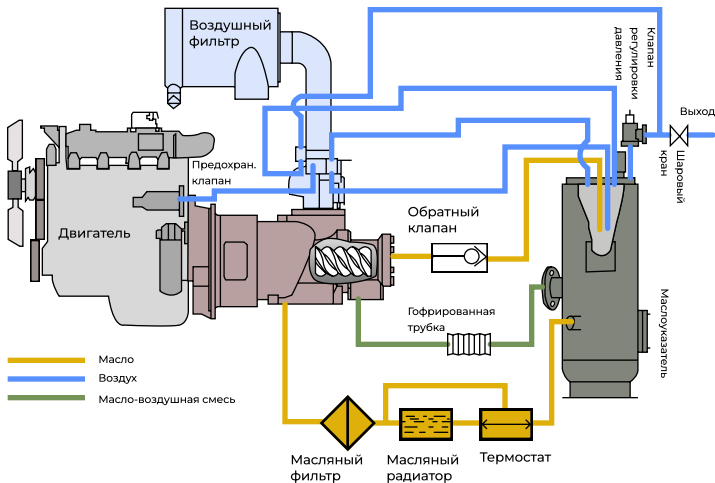 Воздушный
фильтр
Клапан
регулировки
давления
Выход
Шаровый
кран
Предохран.
клапан
Обратный
клапан
Двигатель
Гофрированная
трубка
Маслоуказатель
Масло
Воздух
Масло-воздушная смесь
Масляный
фильтр
Масляный
радиатор
Термостат